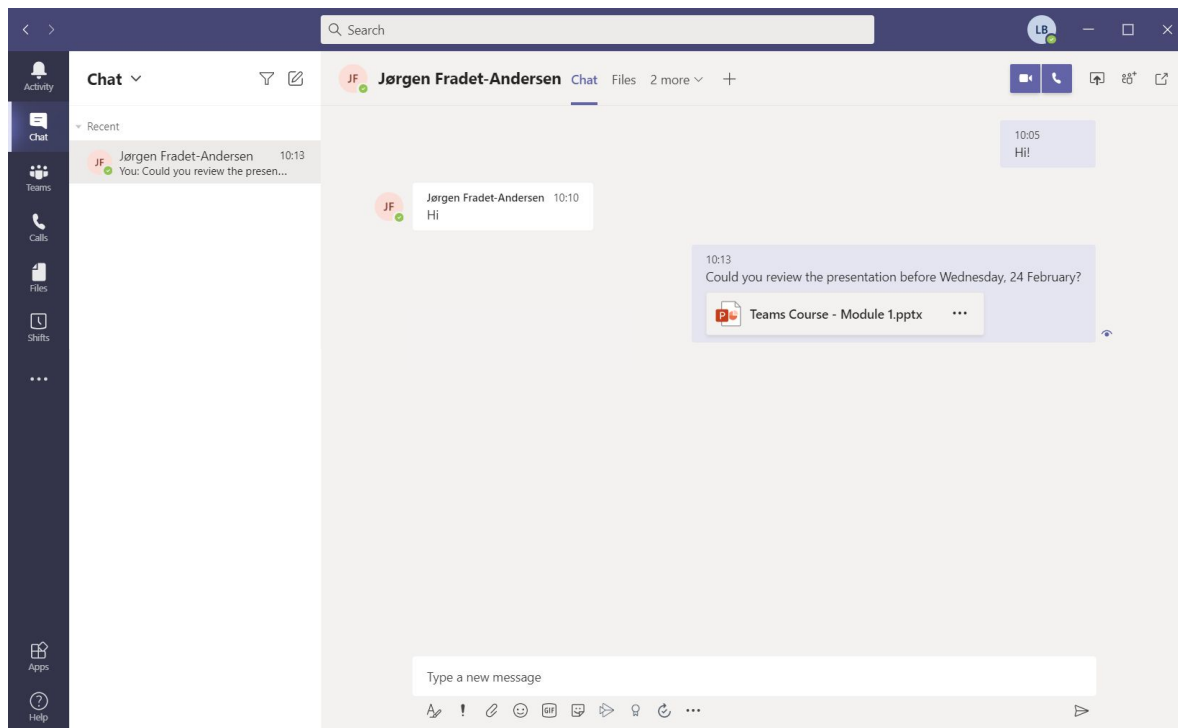 Search
LB
Activity
Chat
Teams
Calls
Files
Shifts
Apps
Help
Chat
Recent
JF
Jørgen Fradet-Andersen 10:13
You: Could you review the presen...
JF Jørgen Fradet-Andersen Chat Files 2 more
10:05
Hi!
JF
Jørgen Fradet-Andersen 10:10
Hi
10:13
Could you review the presentation before Wednesday, 24 February?
Teams Course - Module 1.pptx
Type a new message
GIF